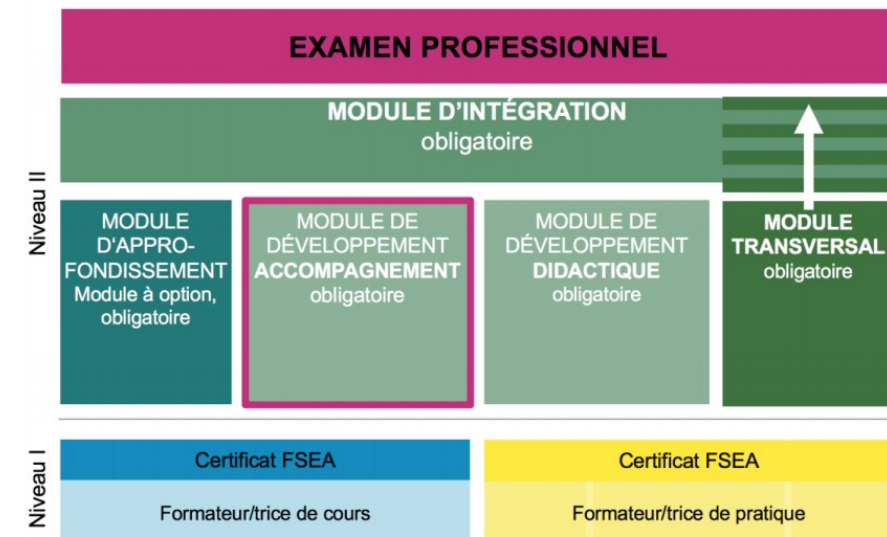 EXAMEN PROFESSIONNEL
MODULE D'INTÉGRATION
obligatoire
Niveau II
MODULE
D'APPRO-
FONDISSEMENT
Module à option,
obligatoire
MODULE DE
DÉVELOPPEMENT
ACCOMPAGNEMENT
obligatoire
MODULE DE
DÉVELOPPEMENT
DIDACTIQUE
obligatoire
MODULE
TRANSVERSAL
obligatoire
Niveau I
Certificat FSEA
Formateur/trice de cours
Certificat FSEA
Formateur/trice de pratique